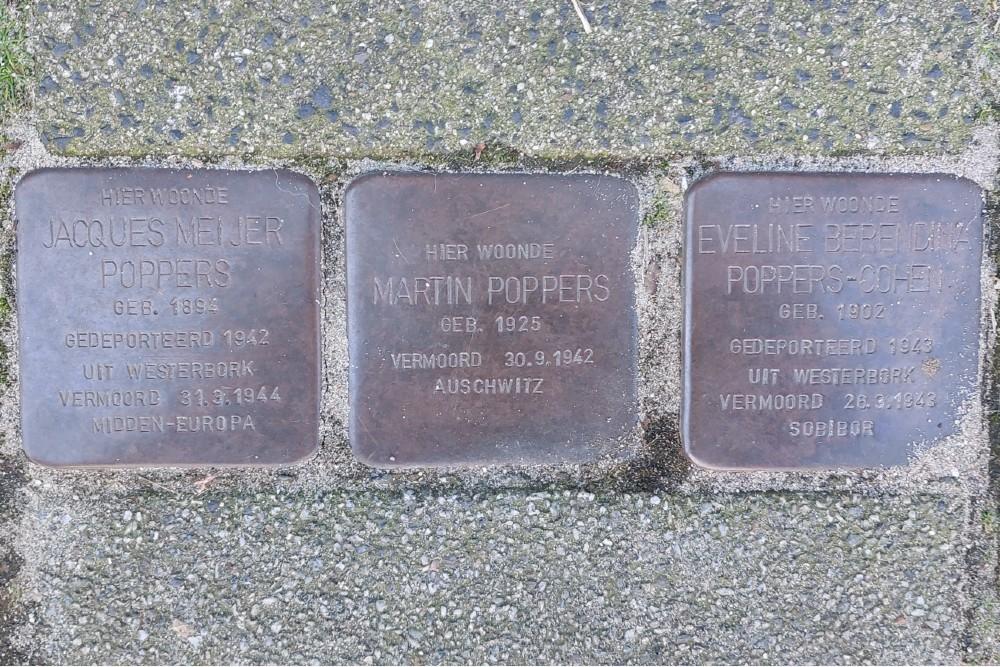 HIER WOONDE
JACQUES MEIJER
POPPERS
GEB. 1894
GEDEPORTEERD 1942
UIT WESTERBORK
VERMOORD 31.3.1944
MIDDEN-EUROPA
HIER WOONDE
MARTIN POPPERS
GEB. 1925
VERMOORD 30.9.1942
AUSCHWITZ
HIER WOONDE
EVELINE BERENDINA
POPPERS-COHEN
GEB. 1902
GEDEPORTEERD 1943
UIT WESTERBORK
VERMOORD 26.3.1943
SOBIBOR